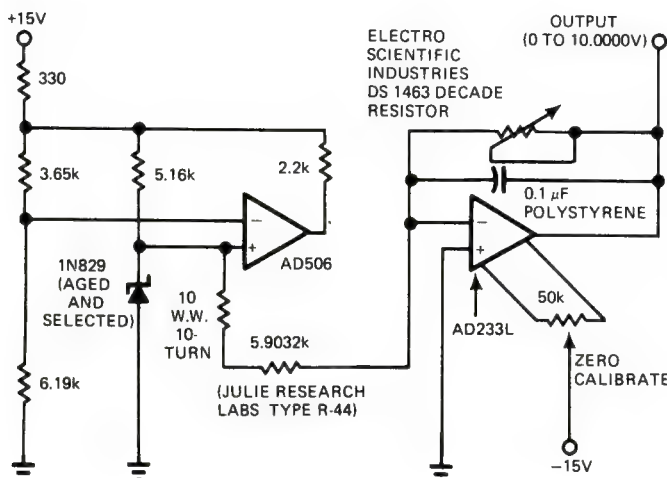 +15V
330
3.65k
5.16k
2.2k
−
+
AD506
1N829
(AGED
AND
SELECTED)
10
W.W.
10-
TURN
5.9032k
(JULIE RESEARCH
LABS TYPE R-44)
6.19k
ELECTRO
SCIENTIFIC
INDUSTRIES
DS 1463 DECADE
RESISTOR
OUTPUT
(0 TO 10.0000V)
0.1 µF
POLYSTYRENE
−
+
AD233L
50k
ZERO
CALIBRATE
−15V